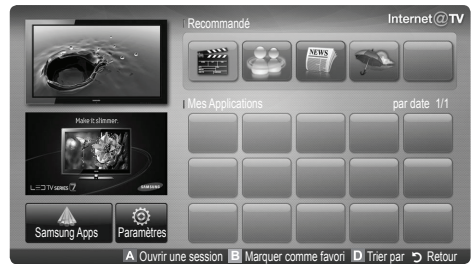 Internet@TV
Recommandé
NEWS
Mes Applications par date 1/1
Make it slimmer.
LED TV SERIES 7 SAMSUNG
Samsung Apps Paramètres
A Ouvrir une session B Marquer comme favori D Trier par Retour